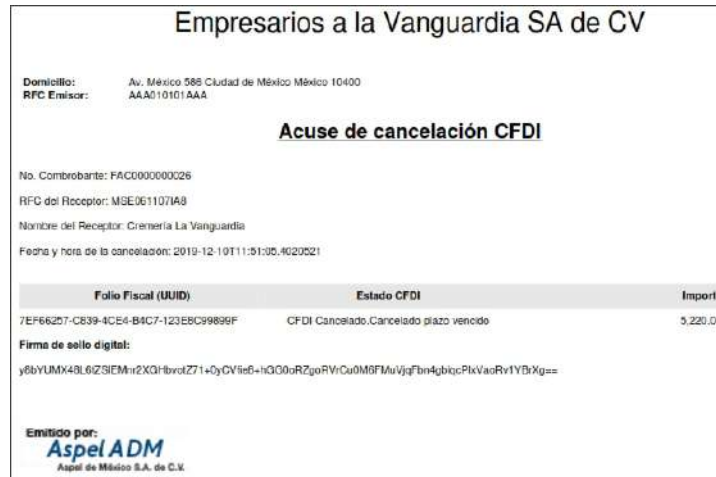 Empresarios a la Vanguardia SA de CV
Domicilio: Av. México 586 Ciudad de México México 10400
RFC Emisor: AAA010101AAA
Acuse de cancelación CFDI
No. Combrobante: FAC0000000026
RFC del Receptor: MSE061107IA8
Nombre del Receptor: Cremería La Vanguardia
Fecha y hora de la cancelación: 2019-12-10T11:51:05.4020521
Folio Fiscal (UUID) Estado CFDI Import
7EF66257-C839-4CE4-B4C7-123E8C99899F CFDI Cancelado.Cancelado plazo vencido 5,220.0
Firma de sello digital:
Emitido por:
Aspel ADM
Aspel de México S.A. de C.V.